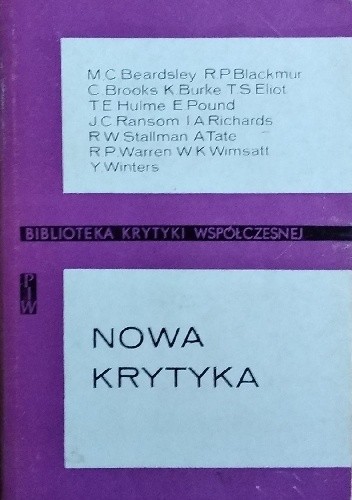 M.C. Beardsley R.P. Blackmur
C. Brooks K. Burke T.S. Eliot
T.E. Hulme E. Pound
J.C. Ransom I.A. Richards
R.W. Stallman A. Tate
R.P. Warren W.K. Wimsatt
Y. Winters
BIBLIOTEKA KRYTYKI WSPÓŁCZESNEJ
PIW
NOWA
KRYTYKA